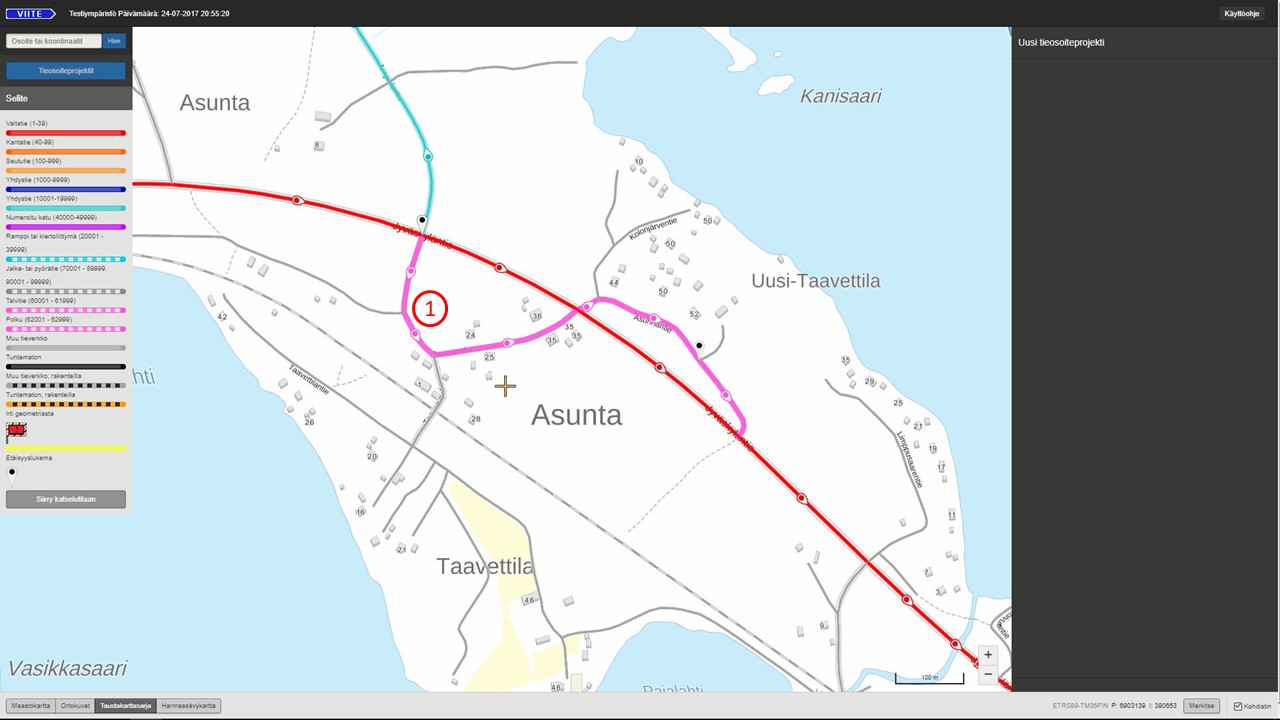 VIITE
Testiympäristö Päivämäärä: 24-07-2017 20:55:20
Käyttöohje
Osoite tai koordinaatit
Hae
Tieosoiteprojektit
Selite
Valtatie (1-39)
Kantatie (40-99)
Seututie (100-999)
Yhdystie (1000-9999)
Yhdystie (10001-19999)
Numeroitu katu (40000-49999)
Ramppi tai kiertoliittymä (20001 -
39999)
Jalka- tai pyörätie (70001 - 89999,
90001 - 99999)
Talvitie (60001 - 61999)
Polku (62001 - 62999)
Muu tieverkko
Tuntematon
Muu tieverkko, rakenteilla
Tuntematon, rakenteilla
Irti geometriasta
Etäisyyslukema
Siirry katselutilaan
Uusi tieosoiteprojekti
Asunta
Kanisaari
8
10
50
Kolonjärventie
50
Jyväskyläntie
44
50
Uusi-Taavettila
1
42
36
52
Asunnantie
35
35
35
24
25
35
29
25
21
19
17
11
7
3
Limppusaarentie
Taavettilantie
1
28
26
Asunta
Jyväskyläntie
20
16
21
Taavettila
46
9
46
Vasikkasaari
Pajalahti
100 m
+
−
Maastokartta
Ortokuvat
Taustakarttasarja
Harmaasävykartta
ETRS89-TM35FIN P: 6903139 I: 390653
Merkitse
Kohdistin